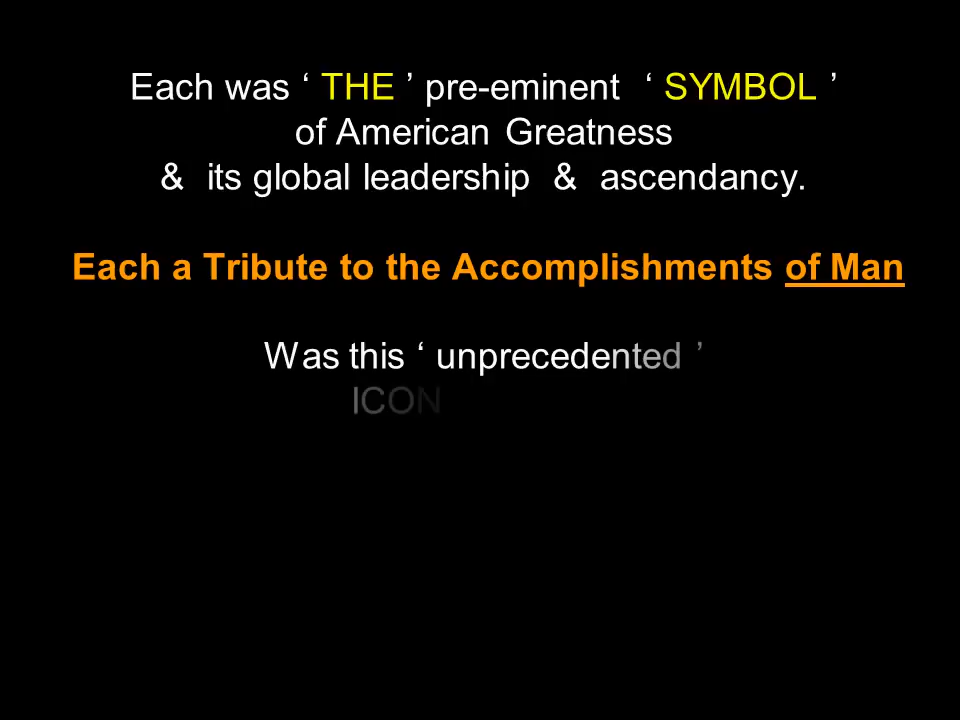 Each was ‘ THE ’ pre-eminent ‘ SYMBOL ’
of American Greatness
& its global leadership & ascendancy.
Each a Tribute to the Accomplishments of Man
Was this ‘ unprecedented ’
ICON